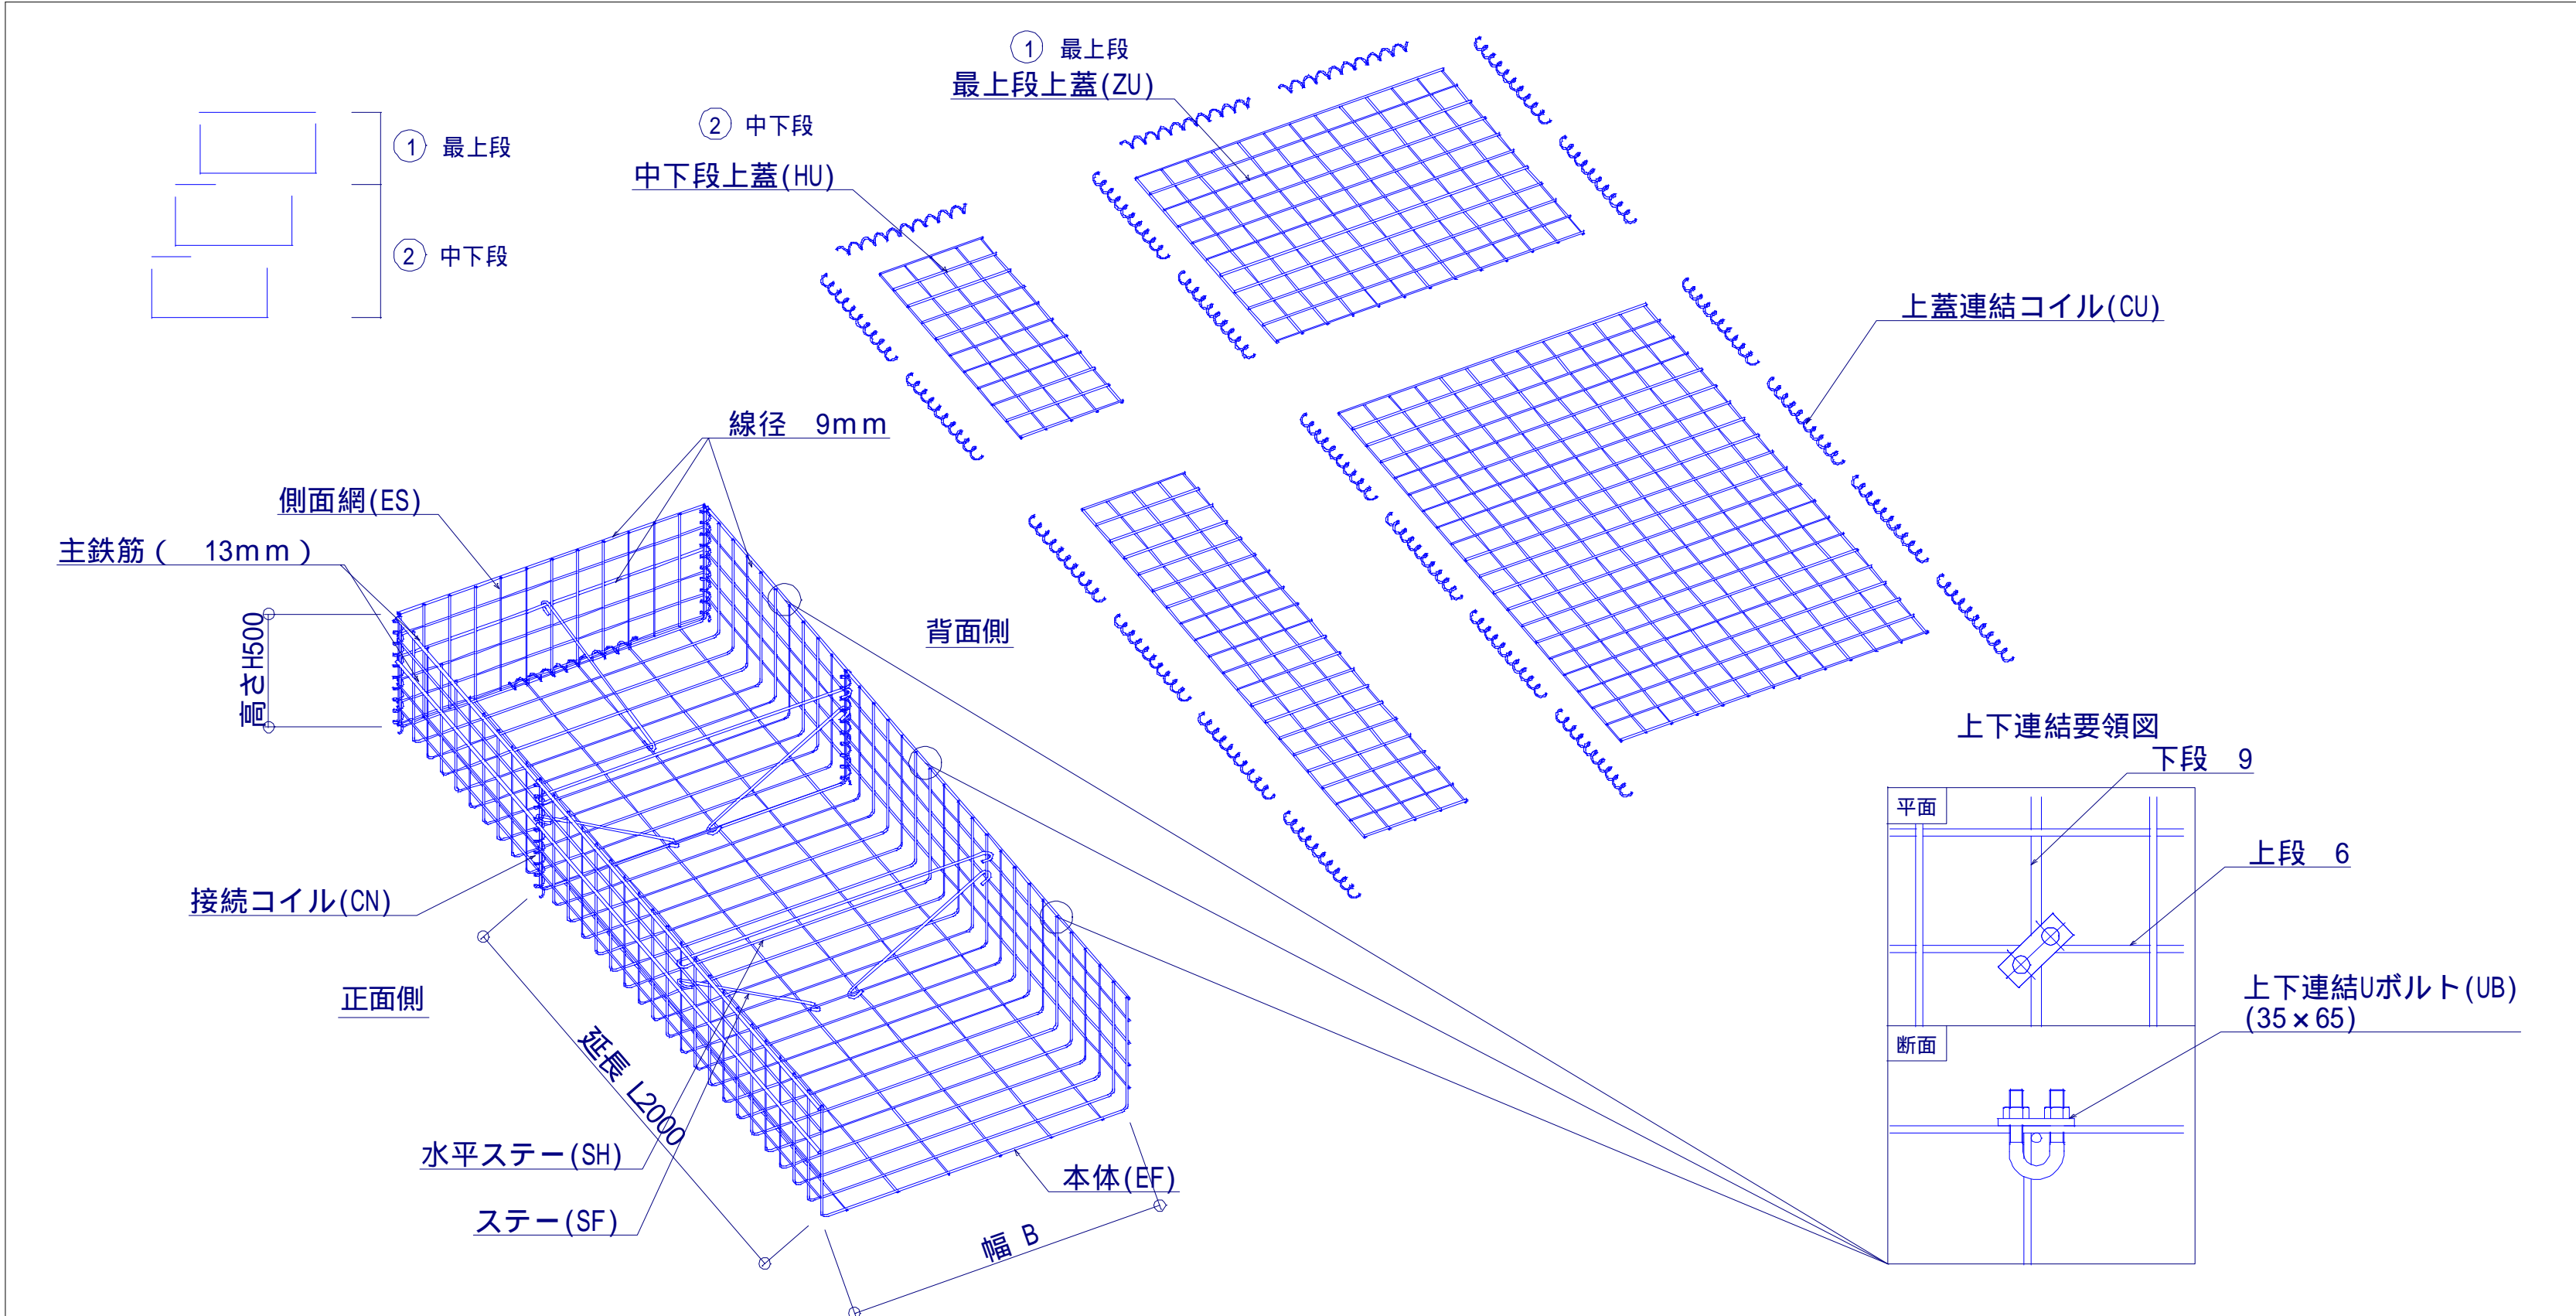 ① 最上段
最上段上蓋(ZU)
② 中下段
中下段上蓋(HU)
① 最上段
② 中下段
上蓋連結コイル(CU)
線径 9mm
側面網(ES)
主鉄筋( 13mm)
高さH500
背面側
接続コイル(CN)
正面側
延長 L2000
水平ステー(SH)
ステー(SF)
本体(EF)
幅 B
上下連結要領図
下段 9
平面
上段 6
上下連結Uボルト(UB)
(35×65)
断面